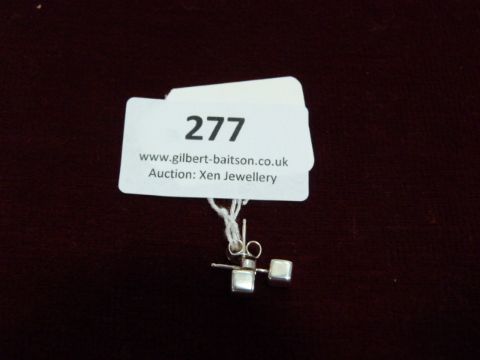 277
www.gilbert-baitson.co.uk
Auction: Xen Jewellery